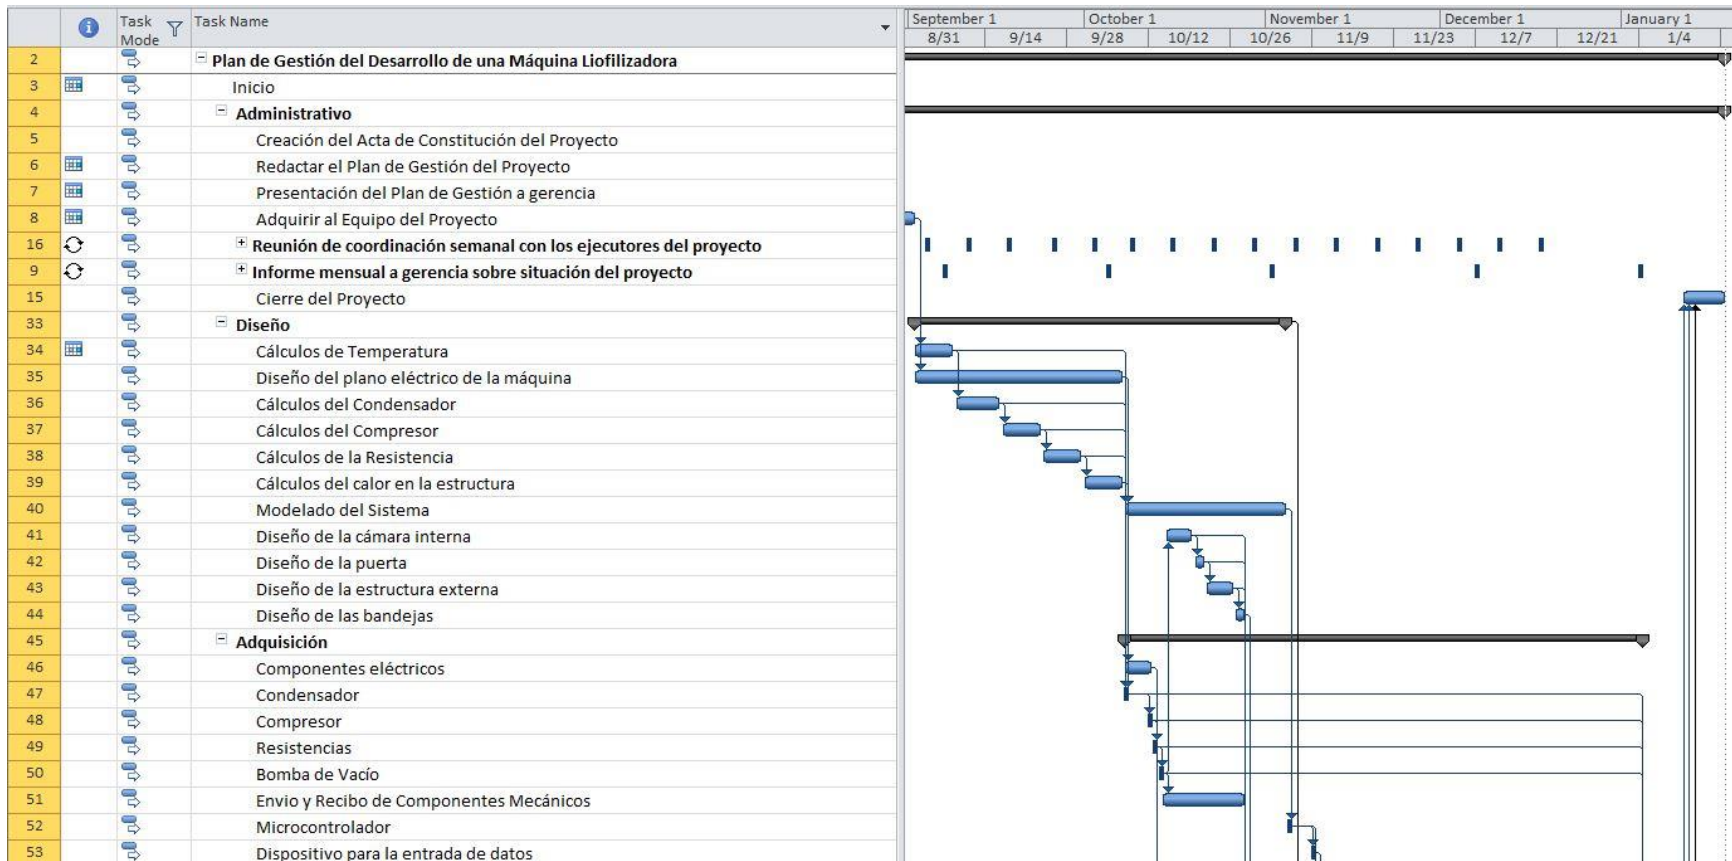 Task Mode Task Name
September 1 October 1 November 1 December 1 January 1
8/31 9/14 9/28 10/12 10/26 11/9 11/23 12/7 12/21 1/4
2 Plan de Gestión del Desarrollo de una Máquina Liofilizadora
3 Inicio
4 Administrativo
5 Creación del Acta de Constitución del Proyecto
6 Redactar el Plan de Gestión del Proyecto
7 Presentación del Plan de Gestión a gerencia
8 Adquirir al Equipo del Proyecto
16 Reunión de coordinación semanal con los ejecutores del proyecto
9 Informe mensual a gerencia sobre situación del proyecto
15 Cierre del Proyecto
33 Diseño
34 Cálculos de Temperatura
35 Diseño del plano eléctrico de la máquina
36 Cálculos del Condensador
37 Cálculos del Compresor
38 Cálculos de la Resistencia
39 Cálculos del calor en la estructura
40 Modelado del Sistema
41 Diseño de la cámara interna
42 Diseño de la puerta
43 Diseño de la estructura externa
44 Diseño de las bandejas
45 Adquisición
46 Componentes eléctricos
47 Condensador
48 Compresor
49 Resistencias
50 Bomba de Vacío
51 Envio y Recibo de Componentes Mecánicos
52 Microcontrolador
53 Dispositivo para la entrada de datos